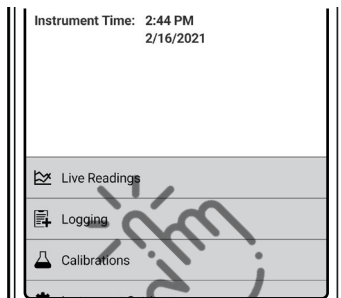 Instrument Time: 2:44 PM
2/16/2021
Live Readings
Logging
Calibrations